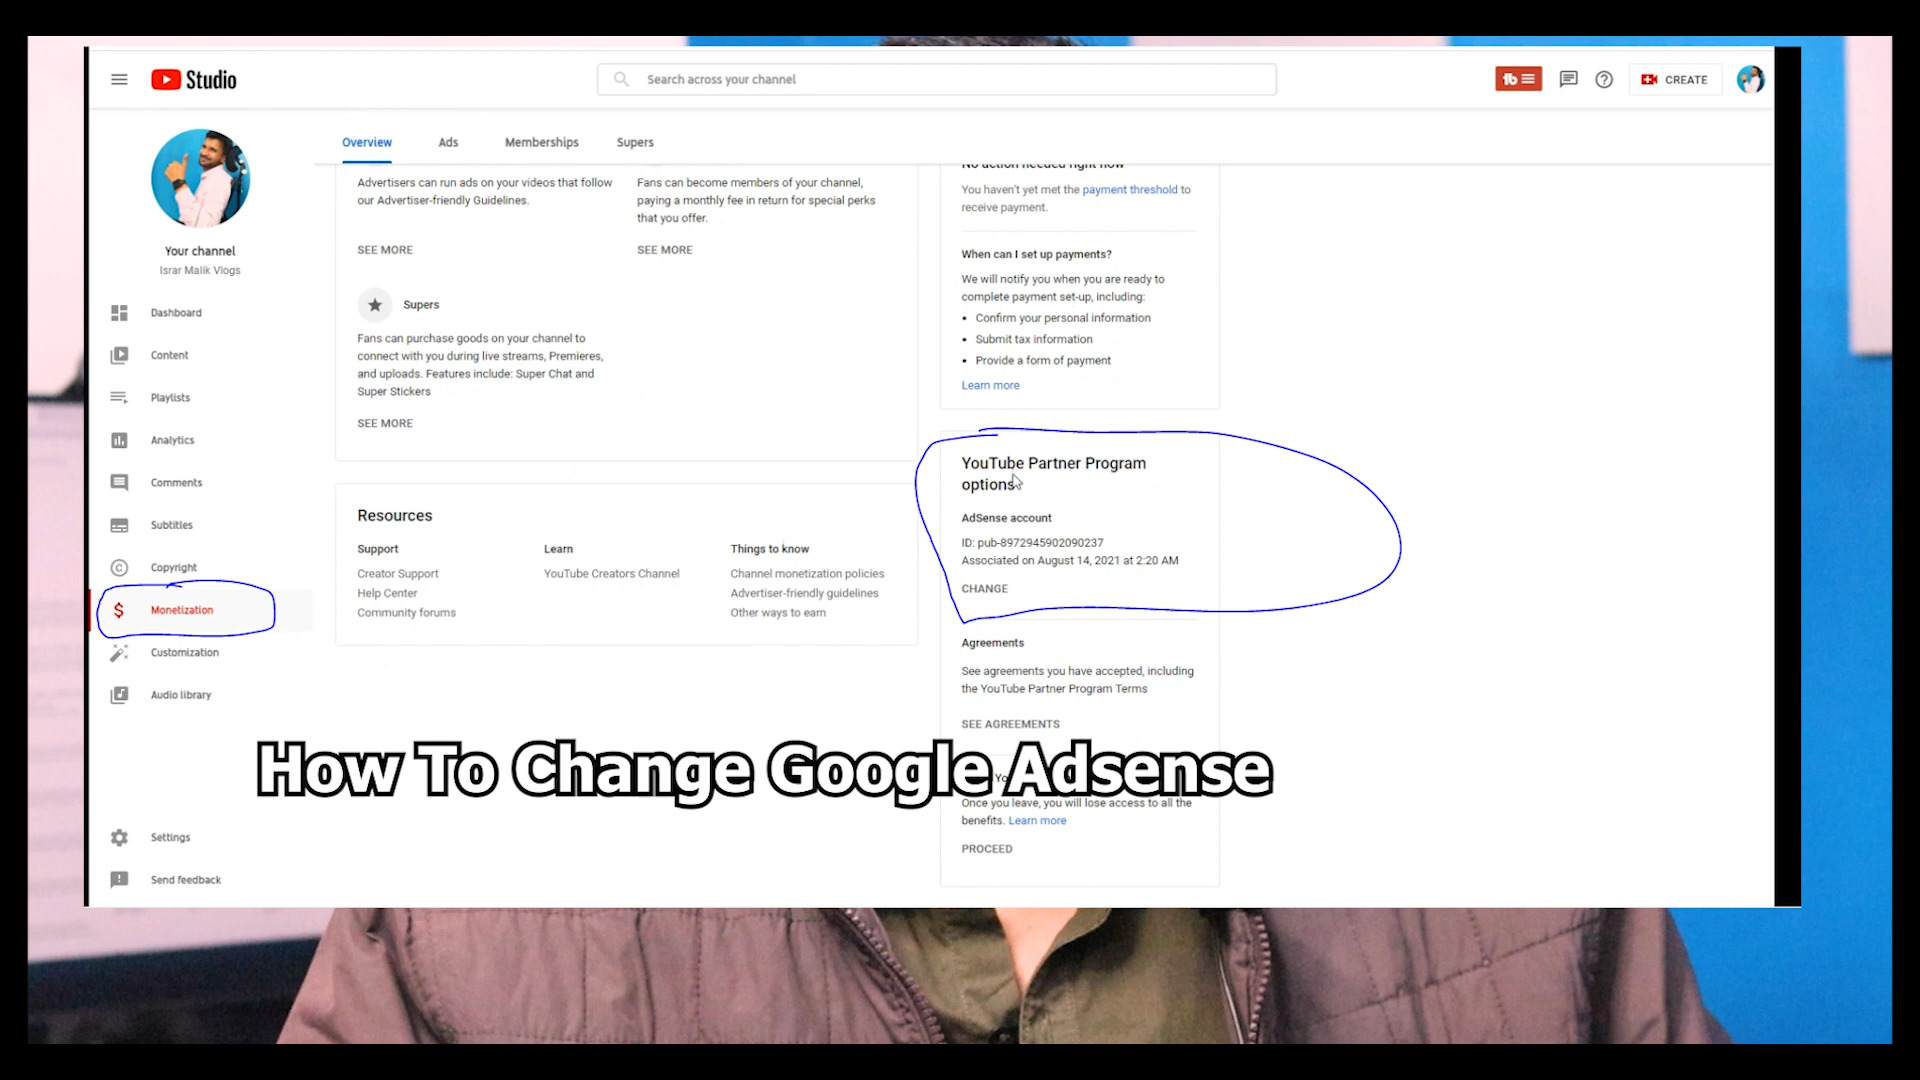 Studio
Search across your channel
CREATE
Your channel
Israr Malik Vlogs
Dashboard
Content
Playlists
Analytics
Comments
Subtitles
Copyright
$ Monetization
Customization
Audio library
Settings
Send feedback
Overview
Ads
Memberships
Supers
Advertisers can run ads on your videos that follow
our Advertiser-friendly Guidelines.
SEE MORE
Fans can become members of your channel,
paying a monthly fee in return for special perks
that you offer.
SEE MORE
Supers
Fans can purchase goods on your channel to
connect with you during live streams, Premieres,
and uploads. Features include: Super Chat and
Super Stickers
SEE MORE
Resources
Support
Creator Support
Help Center
Community forums
Learn
YouTube Creators Channel
Things to know
Channel monetization policies
Advertiser-friendly guidelines
Other ways to earn
No action needed right now
You haven't yet met the payment threshold to
receive payment.
When can I set up payments?
We will notify you when you are ready to
complete payment set-up, including:
• Confirm your personal information
• Submit tax information
• Provide a form of payment
Learn more
YouTube Partner Program
options
AdSense account
ID: pub-8972945902090237
Associated on August 14, 2021 at 2:20 AM
CHANGE
Agreements
See agreements you have accepted, including
the YouTube Partner Program Terms
SEE AGREEMENTS
How To Change Google Adsense
Once you leave, you will lose access to all the
benefits. Learn more
PROCEED